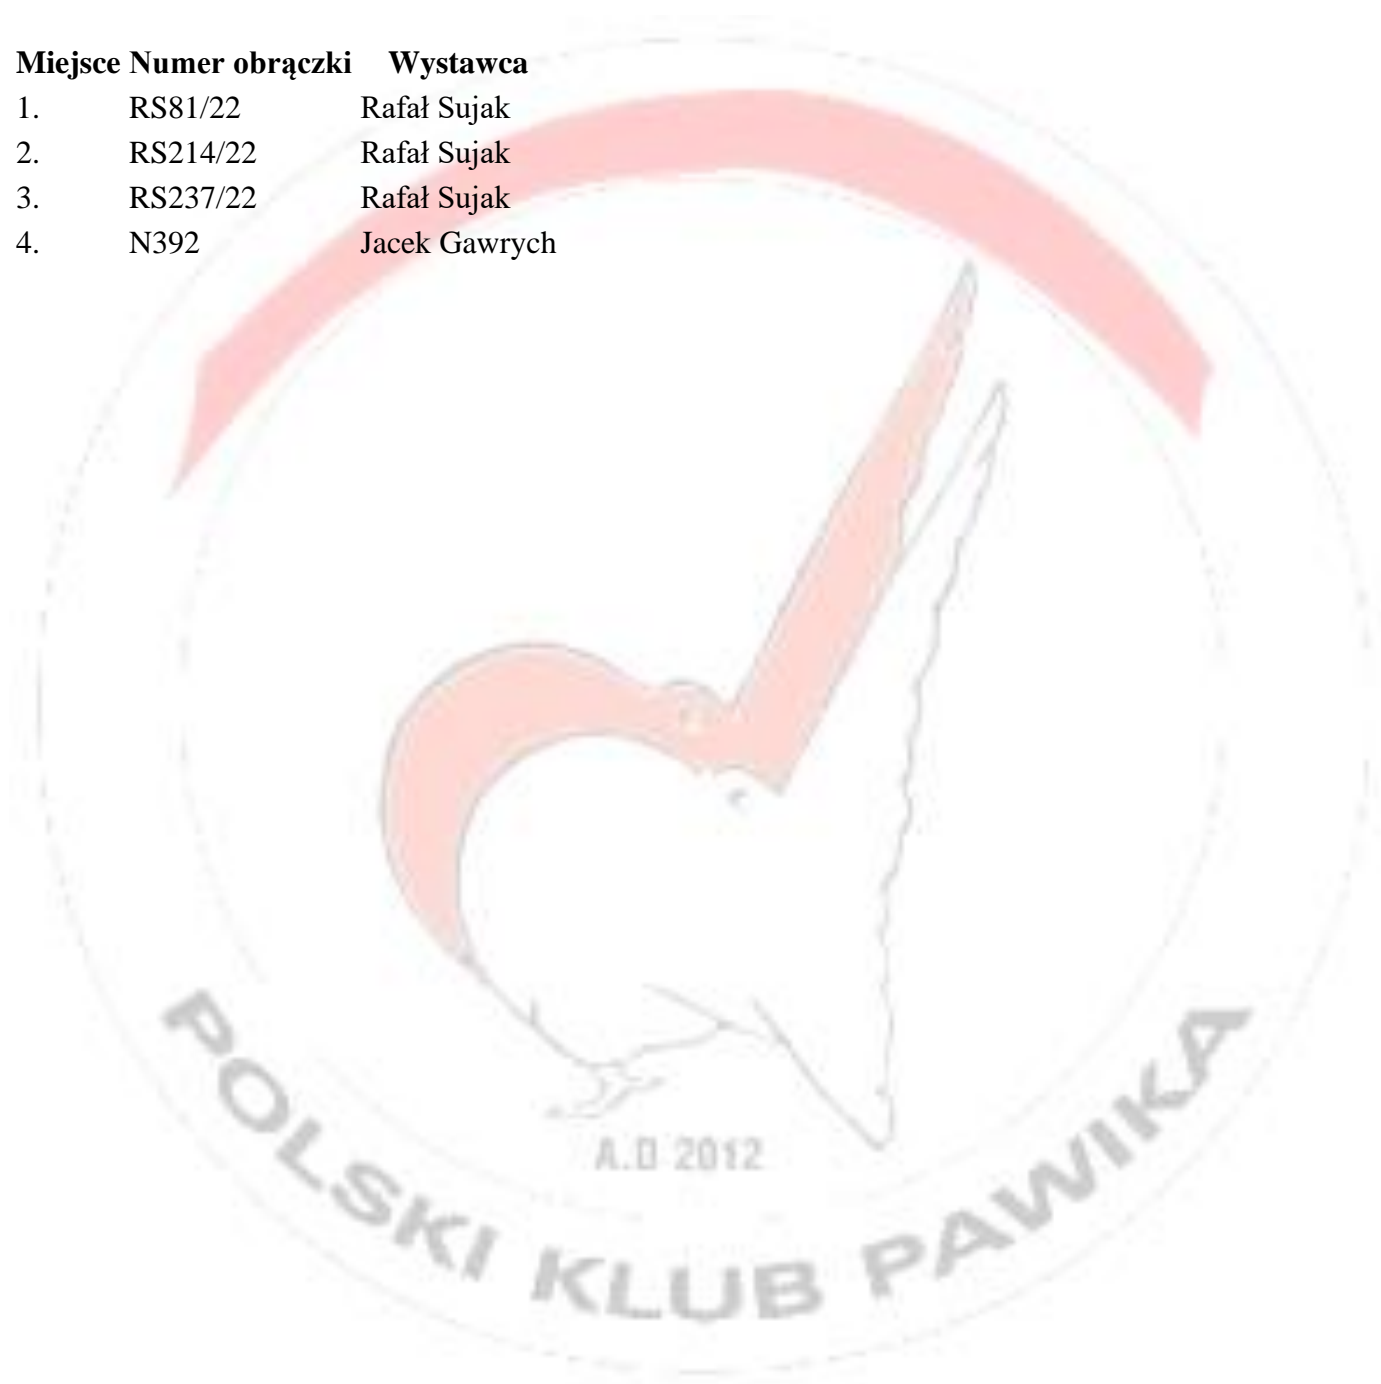 Miejsce Numer obrączki Wystawca
1. RS81/22 Rafał Sujak
2. RS214/22 Rafał Sujak
3. RS237/22 Rafał Sujak
4. N392 Jacek Gawrych
A.D 2012
POLSKI KLUB PAWIKA